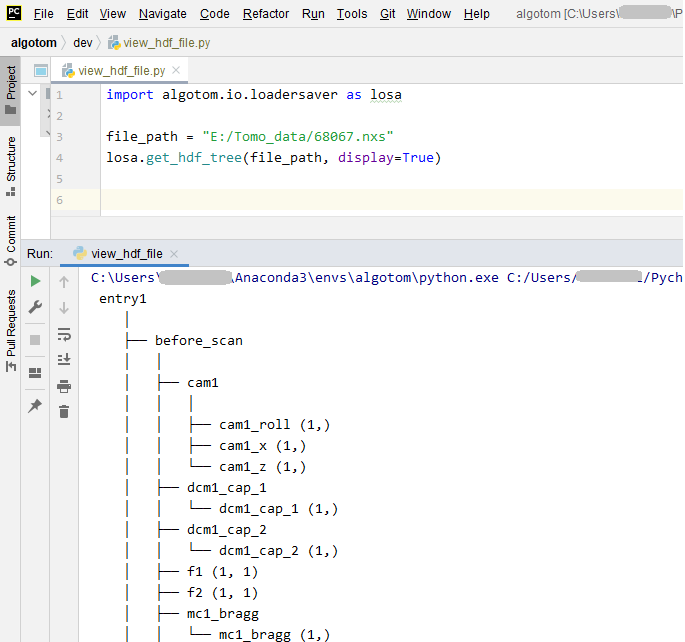 PC File Edit View Navigate Code Refactor Run Tools Git Window Help algotom [C:\Users\
algotom dev view_hdf_file.py
Project
Structure
Commit
Pull Requests
view_hdf_file.py
1 import algotom.io.loadersaver as losa
2
3 file_path = "E:/Tomo_data/68067.nxs"
4 losa.get_hdf_tree(file_path, display=True)
5
6
Run: view_hdf_file
C:\Users\ \Anaconda3\envs\algotom\python.exe C:/Users/ /Pych
entry1
├── before_scan
├── cam1
├── cam1_roll (1,)
├── cam1_x (1,)
└── cam1_z (1,)
├── dcm1_cap_1
└── dcm1_cap_1 (1,)
├── dcm1_cap_2
└── dcm1_cap_2 (1,)
├── f1 (1, 1)
├── f2 (1, 1)
├── mc1_bragg
└── mc1_bragg (1,)